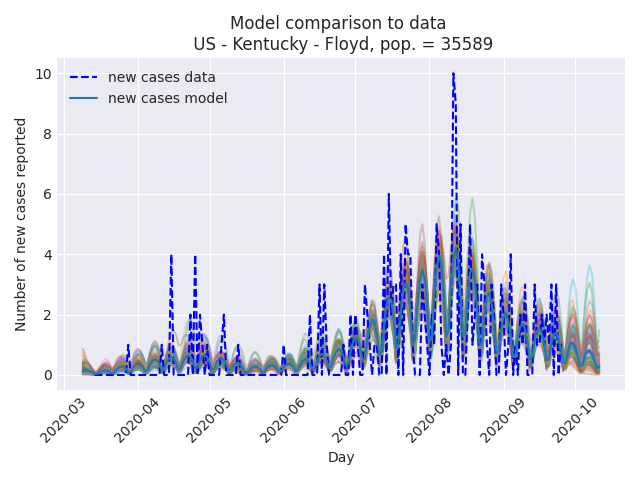 Model comparison to data
US - Kentucky - Floyd, pop. = 35589
new cases data
new cases model
Number of new cases reported
10
8
6
4
2
0
2020-03
2020-04
2020-05
2020-06
2020-07
2020-08
2020-09
2020-10
Day